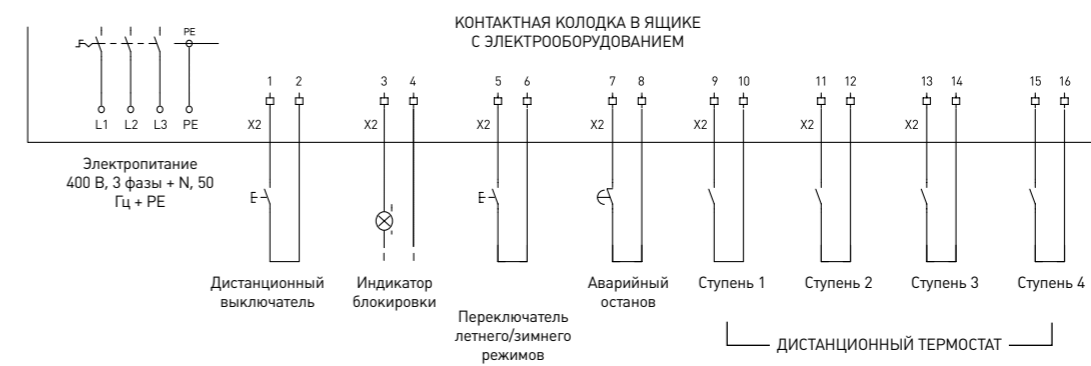 КОНТАКТНАЯ КОЛОДКА В ЯЩИКЕ
С ЭЛЕКТРООБОРУДОВАНИЕМ
PE
1 2 3 4 5 6 7 8 9 10 11 12 13 14 15 16
L1 L2 L3 PE X2 X2 X2 X2 X2 X2 X2
Электропитание
400 В, 3 фазы + N, 50
Гц + PE
Дистанционный
выключатель
Индикатор
блокировки
Переключатель
летнего/зимнего
режимов
Аварийный
останов
Ступень 1
Ступень 2
Ступень 3
Ступень 4
ДИСТАНЦИОННЫЙ ТЕРМОСТАТ